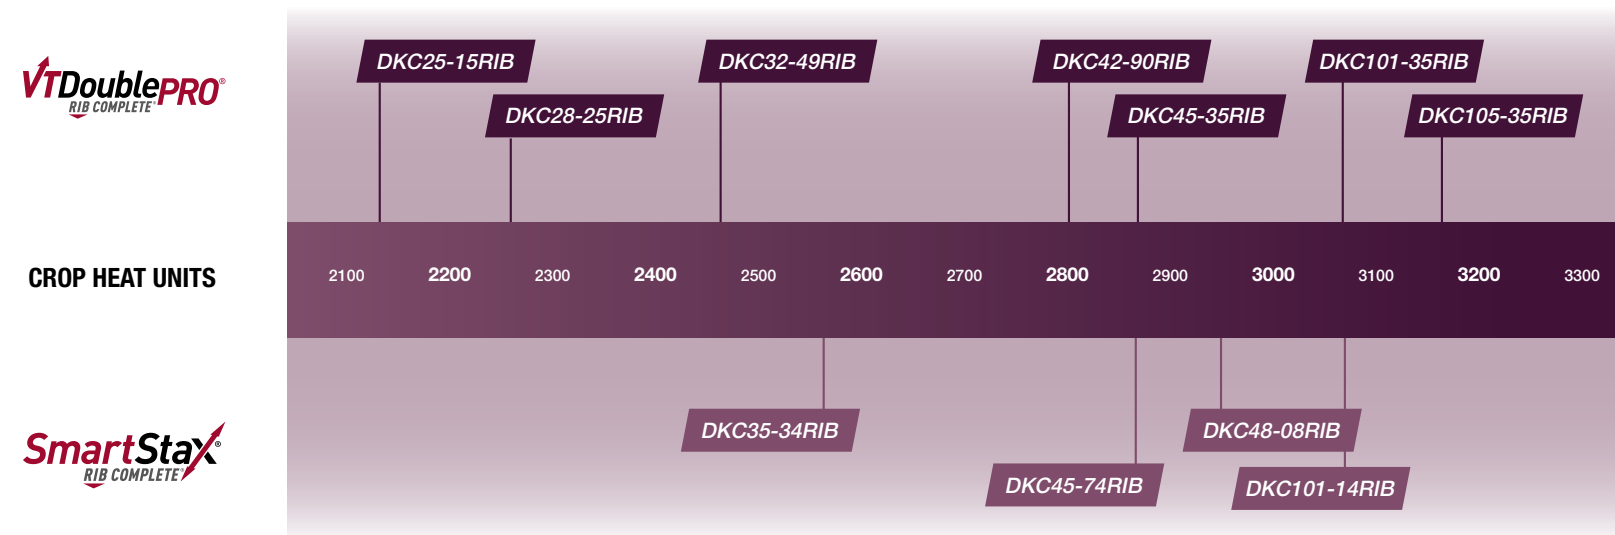 DKC25-15RIB
DKC32-49RIB
DKC42-90RIB
DKC101-35RIB
VTDoublePRO®
RIB COMPLETE®
DKC28-25RIB
DKC45-35RIB
DKC105-35RIB
CROP HEAT UNITS
2100 2200 2300 2400 2500 2600 2700 2800 2900 3000 3100 3200 3300
SmartStax®
RIB COMPLETE®
DKC35-34RIB
DKC48-08RIB
DKC45-74RIB
DKC101-14RIB